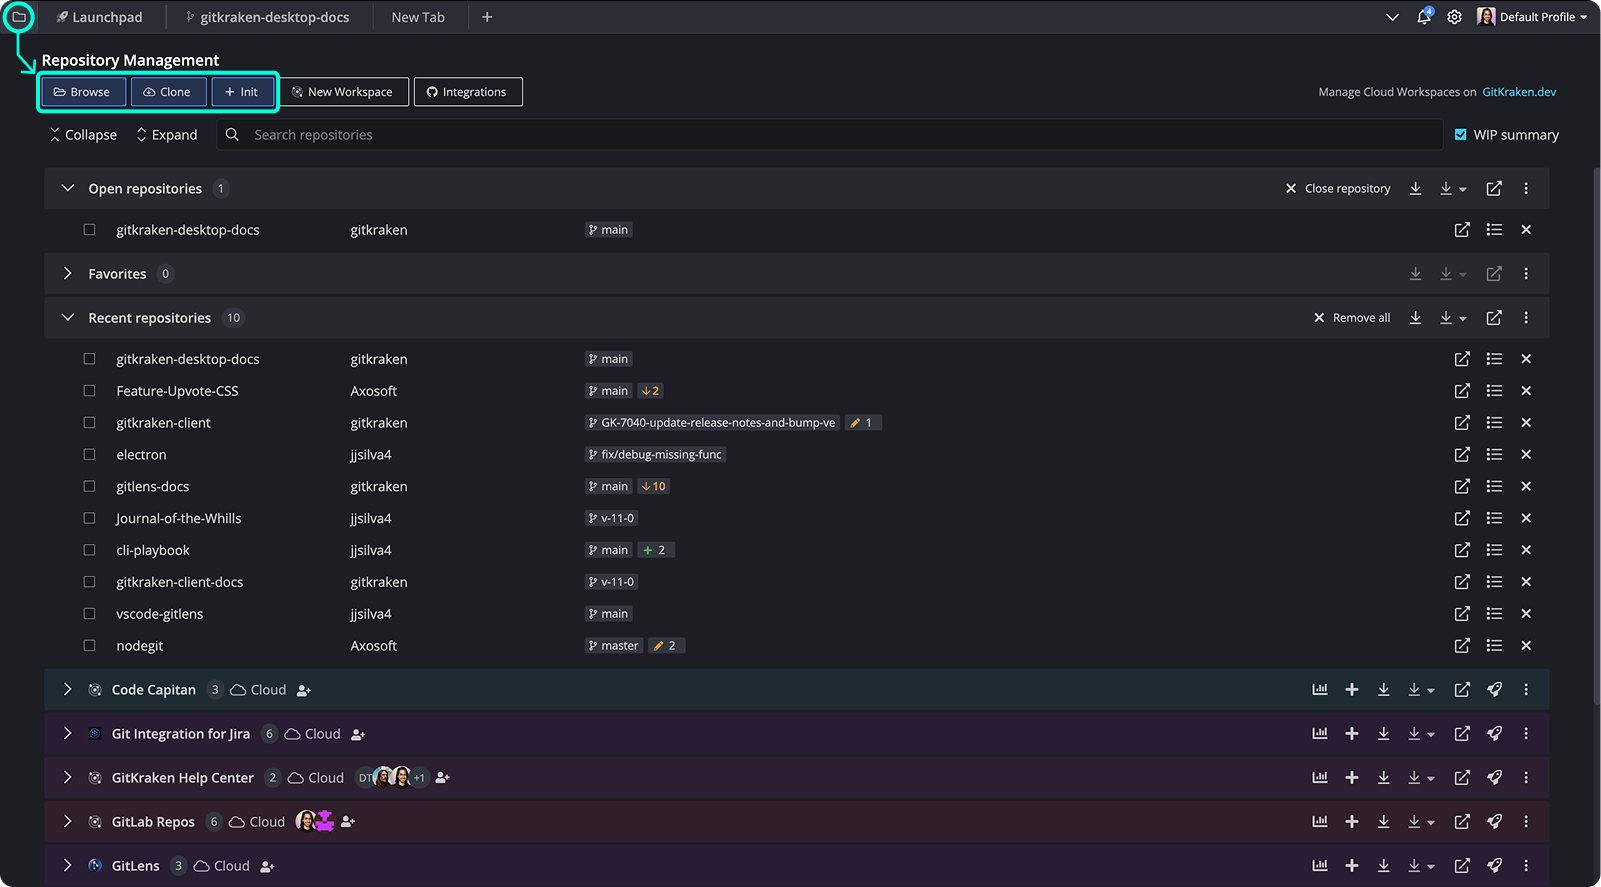 Launchpad gitkraken-desktop-docs New Tab + 4 Default Profile
Repository Management
Browse Clone + Init New Workspace Integrations Manage Cloud Workspaces on GitKraken.dev
Collapse Expand Search repositories WIP summary
Open repositories 1 Close repository
gitkraken-desktop-docs gitkraken main
Favorites 0
Recent repositories 10 Remove all
gitkraken-desktop-docs gitkraken main
Feature-Upvote-CSS Axosoft main ↓2
gitkraken-client gitkraken GK-7040-update-release-notes-and-bump-ve 1
electron jjsilva4 fix/debug-missing-func
gitlens-docs gitkraken main ↓10
Journal-of-the-Whills jjsilva4 v-11-0
cli-playbook jjsilva4 main + 2
gitkraken-client-docs gitkraken v-11-0
vscode-gitlens jjsilva4 main
nodegit Axosoft master 2
Code Capitan 3 Cloud
Git Integration for Jira 6 Cloud
GitKraken Help Center 2 Cloud DT +1
GitLab Repos 6 Cloud
GitLens 3 Cloud